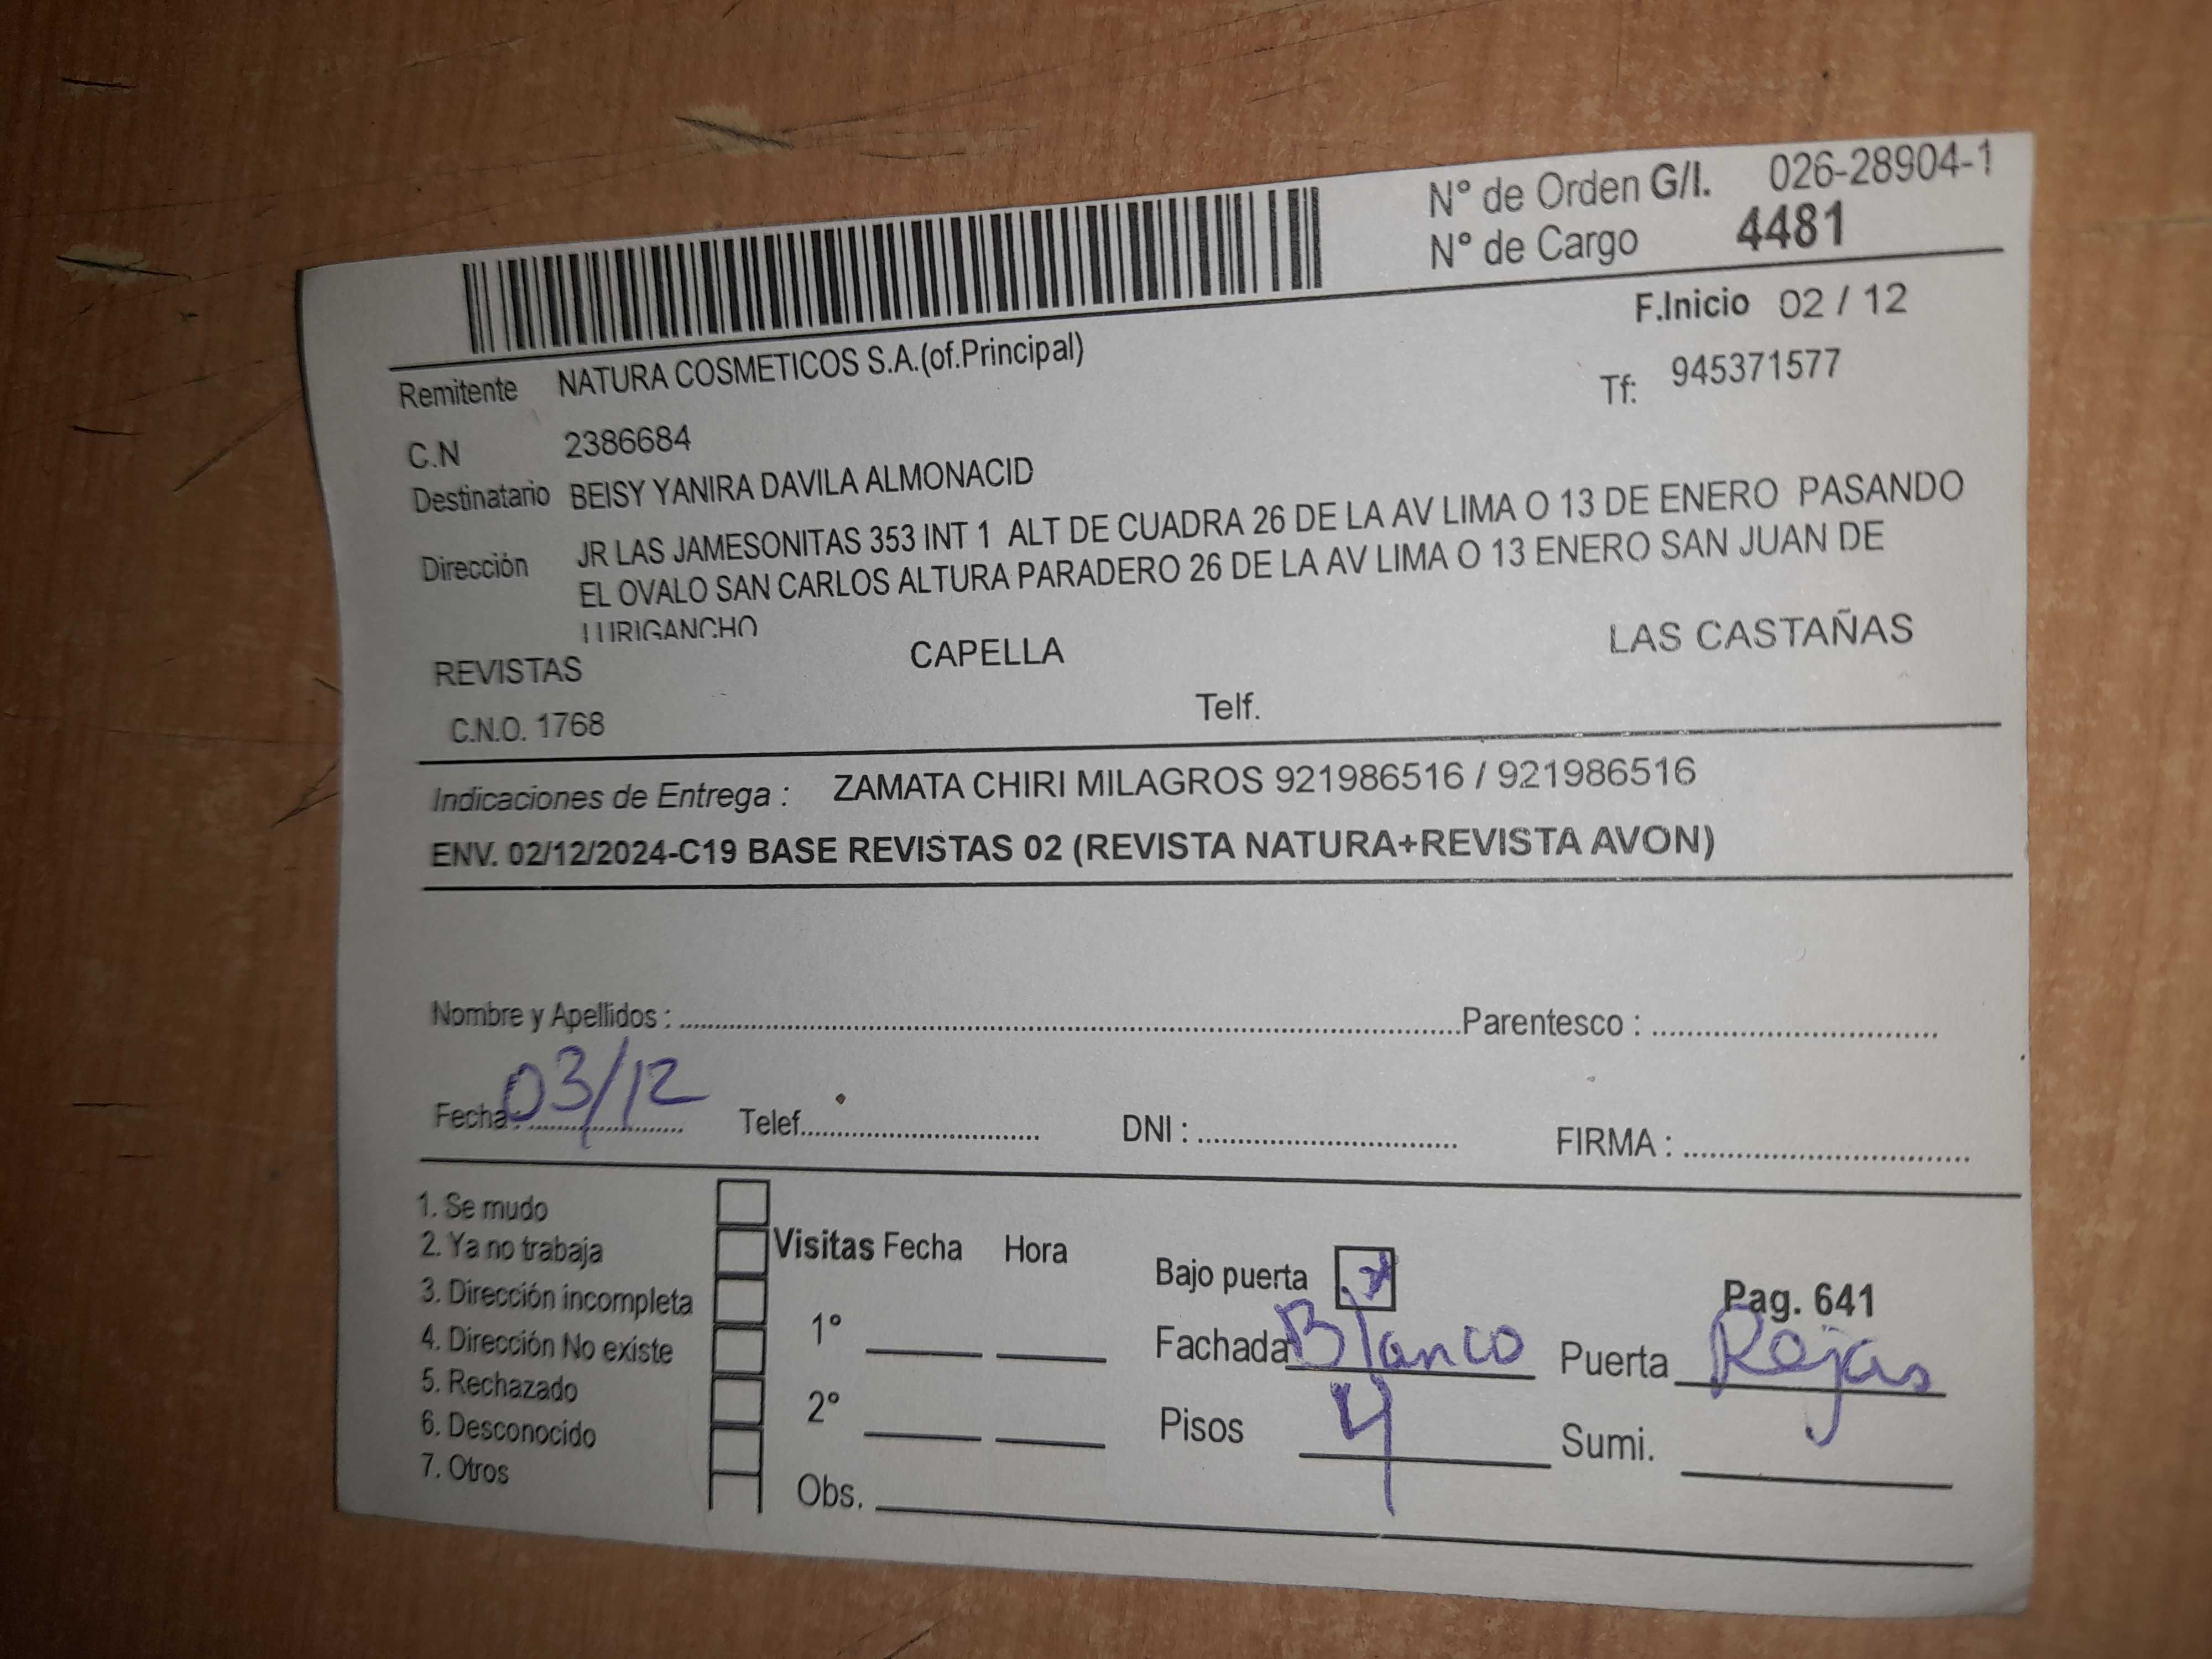 N° de Orden G/I. 026-28904-1
N° de Cargo 4481
F.Inicio 02 / 12
Remitente NATURA COSMETICOS S.A.(of.Principal)
Tf: 945371577
C.N 2386684
Destinatario BEISY YANIRA DAVILA ALMONACID
Dirección JR LAS JAMESONITAS 353 INT 1 ALT DE CUADRA 26 DE LA AV LIMA O 13 DE ENERO PASANDO
EL OVALO SAN CARLOS ALTURA PARADERO 26 DE LA AV LIMA O 13 ENERO SAN JUAN DE
LURIGANCHO
REVISTAS CAPELLA LAS CASTAÑAS
C.N.O. 1768 Telf.
Indicaciones de Entrega : ZAMATA CHIRI MILAGROS 921986516 / 921986516
ENV. 02/12/2024-C19 BASE REVISTAS 02 (REVISTA NATURA+REVISTA AVON)
Nombre y Apellidos : Parentesco :
Fecha : 03/12 Telef. DNI : FIRMA :
1. Se mudo
2. Ya no trabaja
3. Dirección incompleta
4. Dirección No existe
5. Rechazado
6. Desconocido
7. Otros
Visitas Fecha Hora
1°
2°
Obs.
Bajo puerta x
Pag. 641
Fachada Blanco Puerta Rejas
Pisos 4 Sumi.